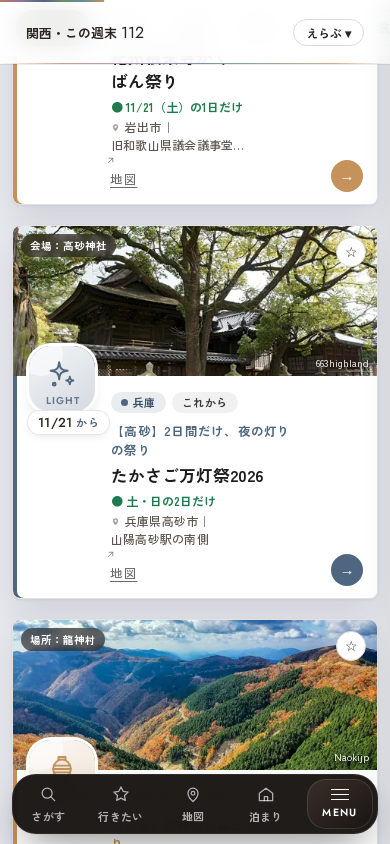 関西・この週末 112
えらぶ ▾
ばん祭り
11/21（土）の1日だけ
岩出市｜
旧和歌山県議会議事堂…
地図
→
会場：高砂神社
☆
663highland
LIGHT
11/21 から
兵庫
これから
【高砂】2日間だけ、夜の灯り
の祭り
たかさご万灯祭2026
土・日の2日だけ
兵庫県高砂市｜
山陽高砂駅の南側
地図
→
場所：龍神村
☆
Naokijp
さがす
行きたい
地図
泊まり
MENU